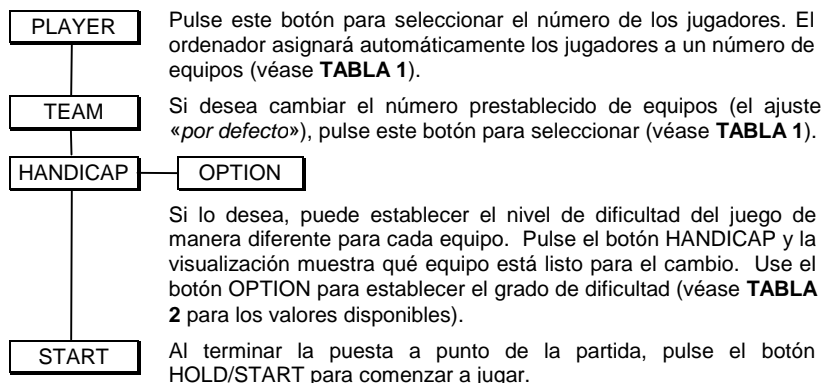 PLAYER
Pulse este botón para seleccionar el número de los jugadores. El
ordenador asignará automáticamente los jugadores a un número de
equipos (véase TABLA 1).
TEAM
Si desea cambiar el número prestablecido de equipos (el ajuste
«por defecto»), pulse este botón para seleccionar (véase TABLA 1).
HANDICAP OPTION
Si lo desea, puede establecer el nivel de dificultad del juego de
manera diferente para cada equipo. Pulse el botón HANDICAP y la
visualización muestra qué equipo está listo para el cambio. Use el
botón OPTION para establecer el grado de dificultad (véase TABLA
2 para los valores disponibles).
START
Al terminar la puesta a punto de la partida, pulse el botón
HOLD/START para comenzar a jugar.